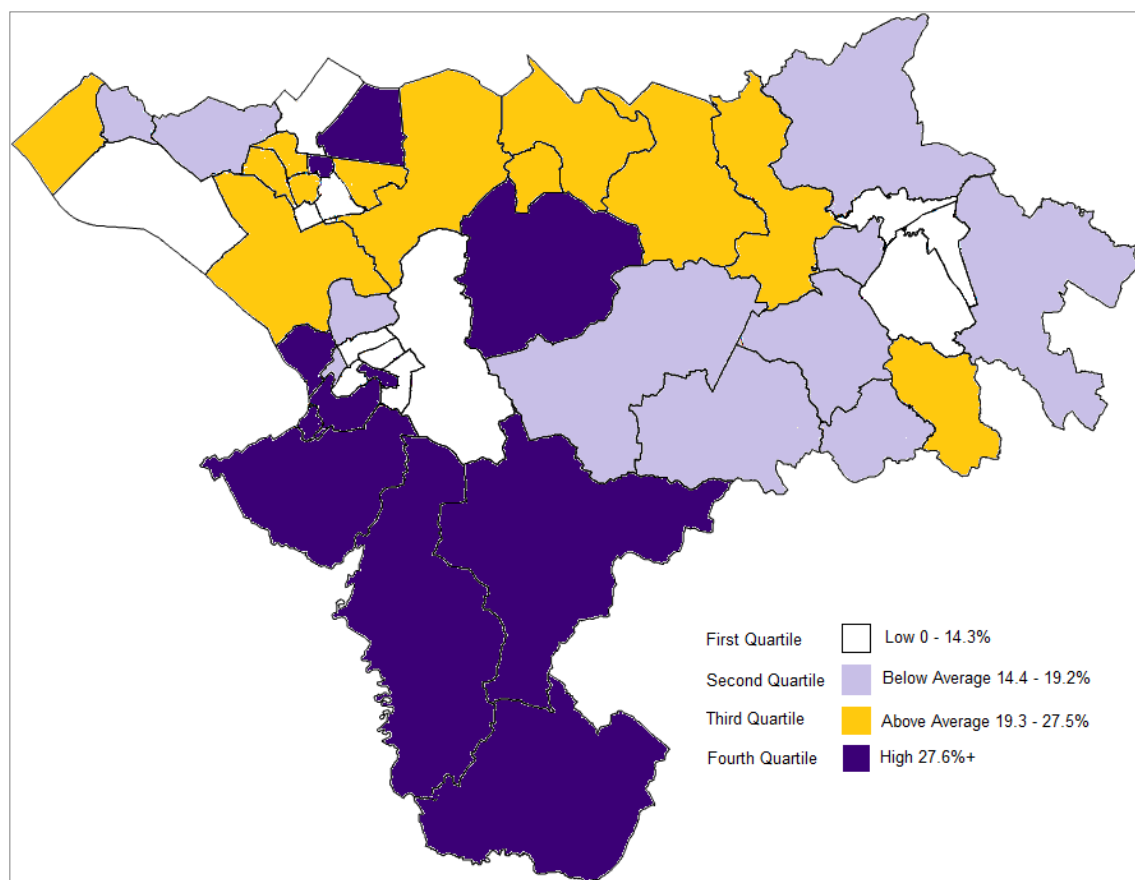 First Quartile Low 0 - 14.3%
Second Quartile Below Average 14.4 - 19.2%
Third Quartile Above Average 19.3 - 27.5%
Fourth Quartile High 27.6%+